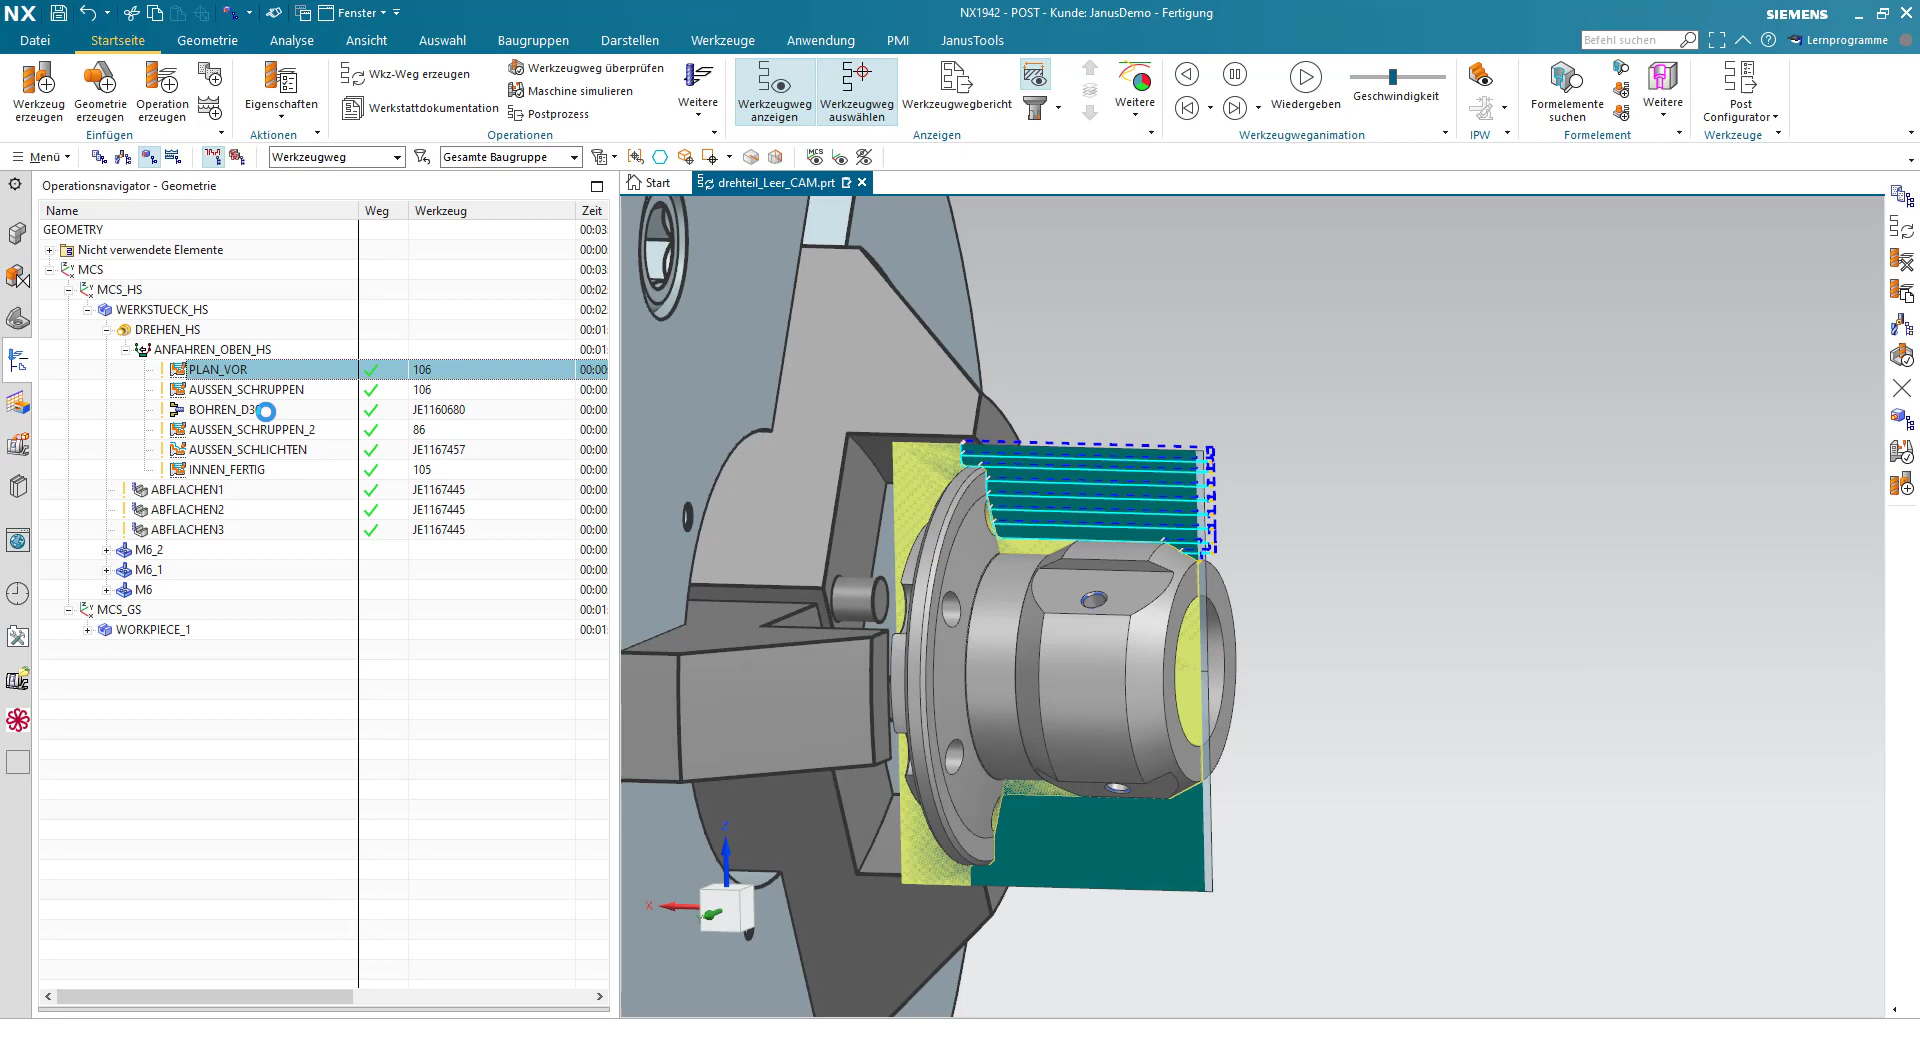 NX
Fenster
NX1942 - POST - Kunde: JanusDemo - Fertigung
SIEMENS
Datei
Startseite
Geometrie
Analyse
Ansicht
Auswahl
Baugruppen
Darstellen
Werkzeuge
Anwendung
PMI
JanusTools
Befehl suchen
Lernprogramme
Werkzeug erzeugen
Geometrie erzeugen
Operation erzeugen
Einfügen
Eigenschaften
Aktionen
Wkz-Weg erzeugen
Werkstattdokumentation
Werkzeugweg überprüfen
Maschine simulieren
Postprozess
Weitere
Operationen
Werkzeugweg anzeigen
Werkzeugweg auswählen
Werkzeugwegbericht
Weitere
Anzeigen
Wiedergeben
Geschwindigkeit
Werkzeugweganimation
IPW
Formelemente suchen
Weitere
Formelement
Post Configurator
Werkzeuge
Menü
Werkzeugweg
Gesamte Baugruppe
MCS
Operationsnavigator - Geometrie
Start
drehteil_Leer_CAM.prt
Name Weg Werkzeug Zeit
GEOMETRY 00:03:
Nicht verwendete Elemente 00:00:
MCS 00:03:
MCS_HS 00:02:
WERKSTUECK_HS 00:02:
DREHEN_HS 00:01:
ANFAHREN_OBEN_HS 00:01:
PLAN_VOR 106 00:00:
AUSSEN_SCHRUPPEN 106 00:00:
BOHREN_D3 JE1160680 00:00:
AUSSEN_SCHRUPPEN_2 86 00:00:
AUSSEN_SCHLICHTEN JE1167457 00:00:
INNEN_FERTIG 105 00:00:
ABFLACHEN1 JE1167445 00:00:
ABFLACHEN2 JE1167445 00:00:
ABFLACHEN3 JE1167445 00:00:
M6_2 00:00:
M6_1 00:00:
M6 00:00:
MCS_GS 00:01:
WORKPIECE_1 00:01:
Z
X